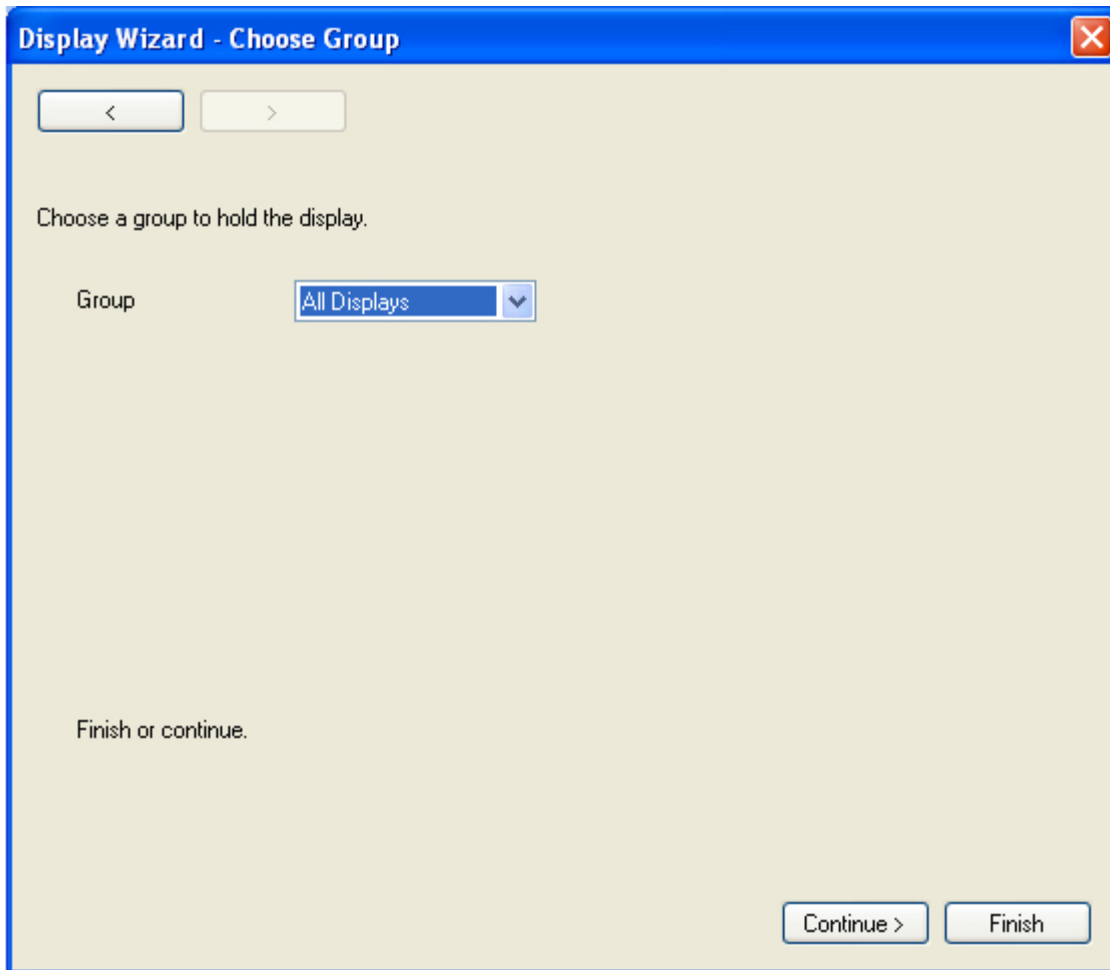 Display Wizard - Choose Group
< >
Choose a group to hold the display.
Group All Displays
Finish or continue.
Continue > Finish